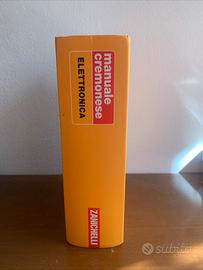 manuale
cremonese
ELETTRONICA
ZANICHELLI
subito